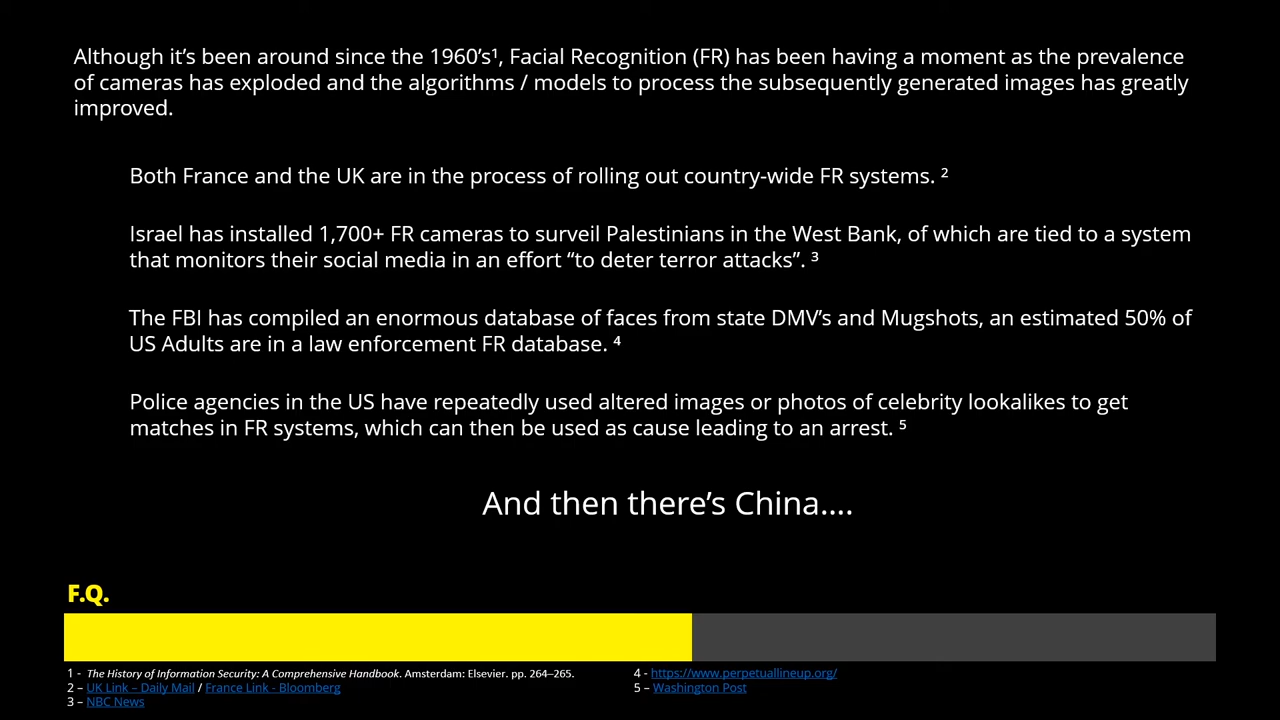 Although it’s been around since the 1960’s¹, Facial Recognition (FR) has been having a moment as the prevalence
of cameras has exploded and the algorithms / models to process the subsequently generated images has greatly
improved.
Both France and the UK are in the process of rolling out country-wide FR systems. ²
Israel has installed 1,700+ FR cameras to surveil Palestinians in the West Bank, of which are tied to a system
that monitors their social media in an effort “to deter terror attacks”. ³
The FBI has compiled an enormous database of faces from state DMV’s and Mugshots, an estimated 50% of
US Adults are in a law enforcement FR database. ⁴
Police agencies in the US have repeatedly used altered images or photos of celebrity lookalikes to get
matches in FR systems, which can then be used as cause leading to an arrest. ⁵
And then there’s China....
F.Q.
1 - The History of Information Security: A Comprehensive Handbook. Amsterdam: Elsevier. pp. 264–265.
2 – UK Link – Daily Mail / France Link - Bloomberg
3 – NBC News
4 - https://www.perpetuallineup.org/
5 – Washington Post